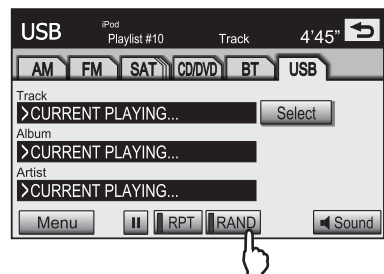 USB iPod Playlist #10 Track 4'45"
AM FM SAT CD/DVD BT USB
Track
>CURRENT PLAYING... Select
Album
>CURRENT PLAYING...
Artist
>CURRENT PLAYING...
Menu RPT RAND Sound